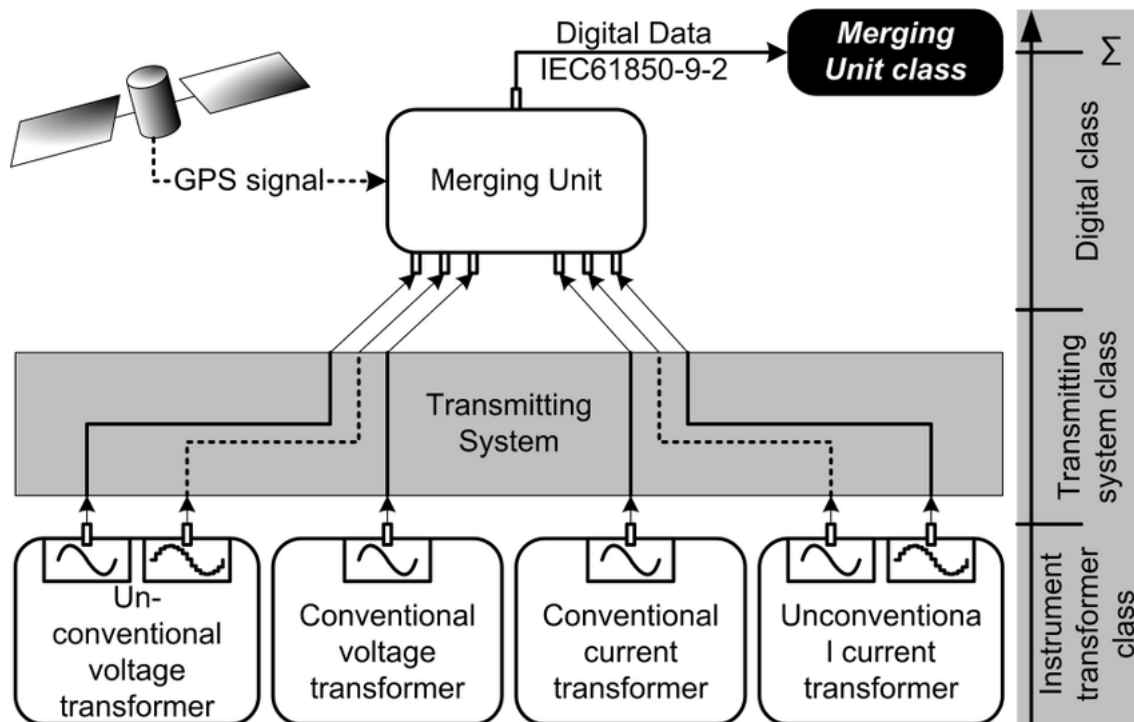 Digital Data
IEC61850-9-2
Merging
Unit class
Σ
GPS signal
Merging Unit
Digital class
Transmitting
System
Transmitting
system class
Un-
conventional
voltage
transformer
Conventional
voltage
transformer
Conventional
current
transformer
Unconventiona
l current
transformer
Instrument
transformer
class